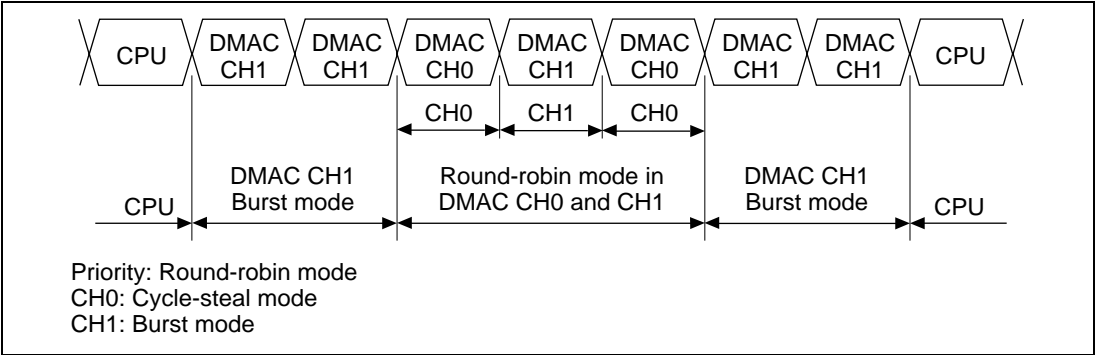 CPU DMAC CH1 DMAC CH1 DMAC CH0 DMAC CH1 DMAC CH0 DMAC CH1 DMAC CH1 CPU
CH0 CH1 CH0
CPU
DMAC CH1
Burst mode
Round-robin mode in
DMAC CH0 and CH1
DMAC CH1
Burst mode
CPU
Priority: Round-robin mode
CH0: Cycle-steal mode
CH1: Burst mode